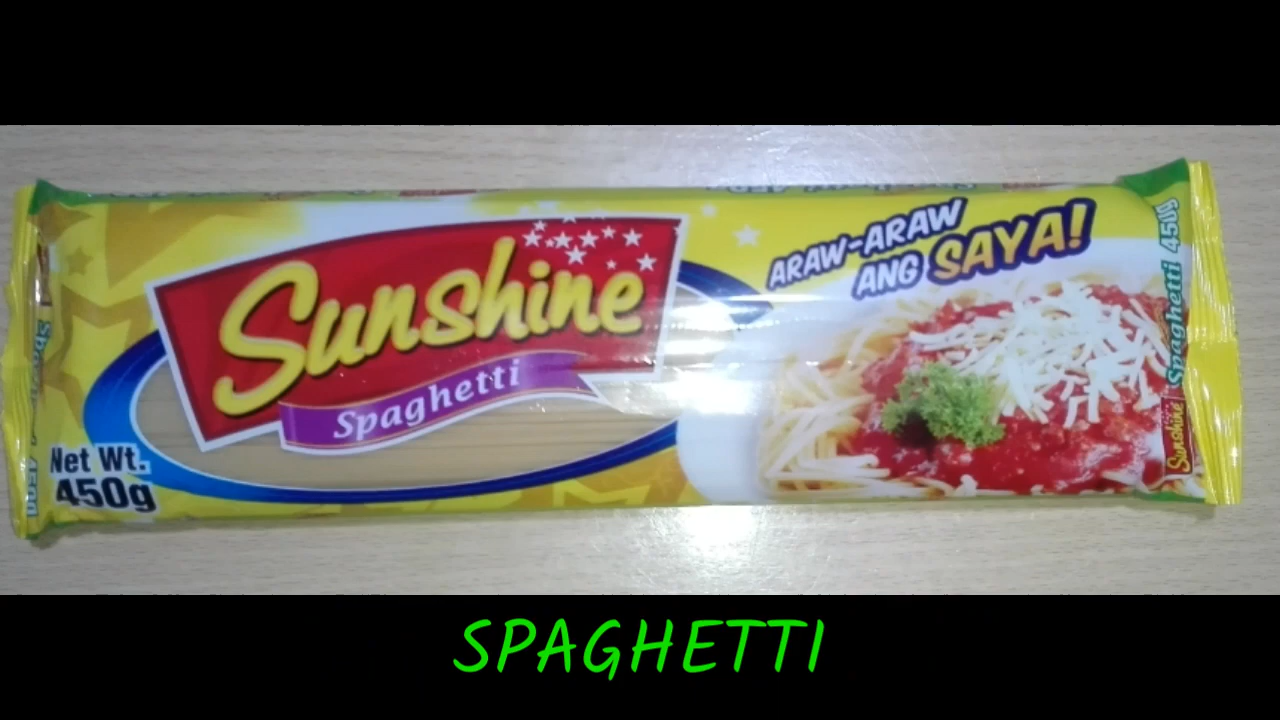 Sunshine
Spaghetti
ARAW-ARAW
ANG SAYA!
Net Wt.
450g
Sunshine Spaghetti 450g
SPAGHETTI